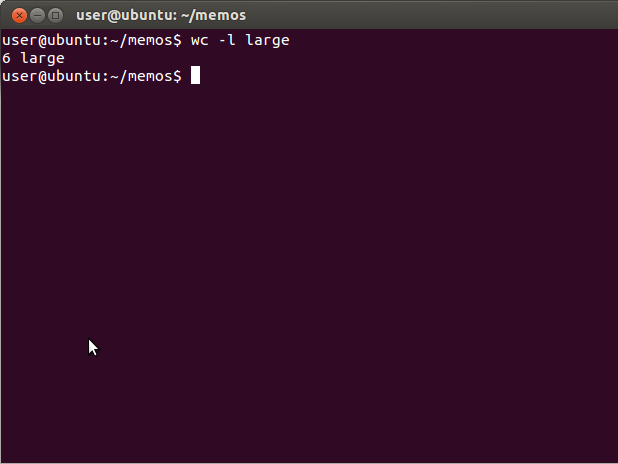 user@ubuntu: ~/memos
user@ubuntu:~/memos$ wc -l large
6 large
user@ubuntu:~/memos$